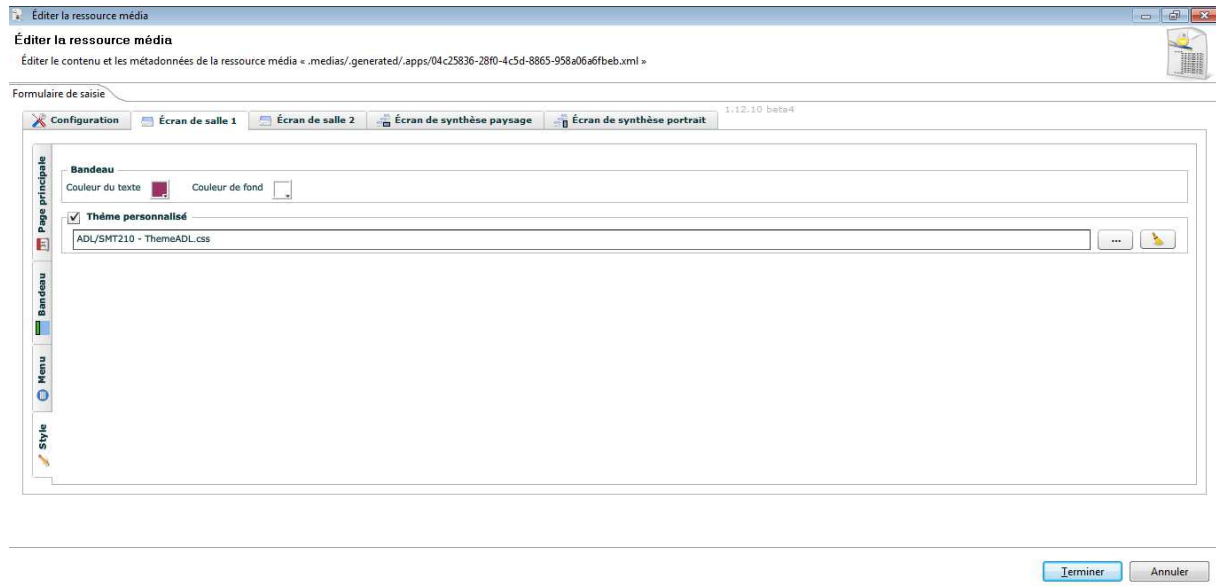 Éditer la ressource média
Éditer la ressource média
Éditer le contenu et les métadonnées de la ressource média « .medias/.generated/.apps/04c25836-28f0-4c5d-8865-958a06a6fbeb.xml »
Formulaire de saisie
Configuration Écran de salle 1 Écran de salle 2 Écran de synthèse paysage Écran de synthèse portrait 1.12.10 beta4
Page principale
Bandeau
Menu
Style
Bandeau
Couleur du texte Couleur de fond
Thème personnalisé
ADL/SMT210 - ThemeADL.css ...
Terminer Annuler